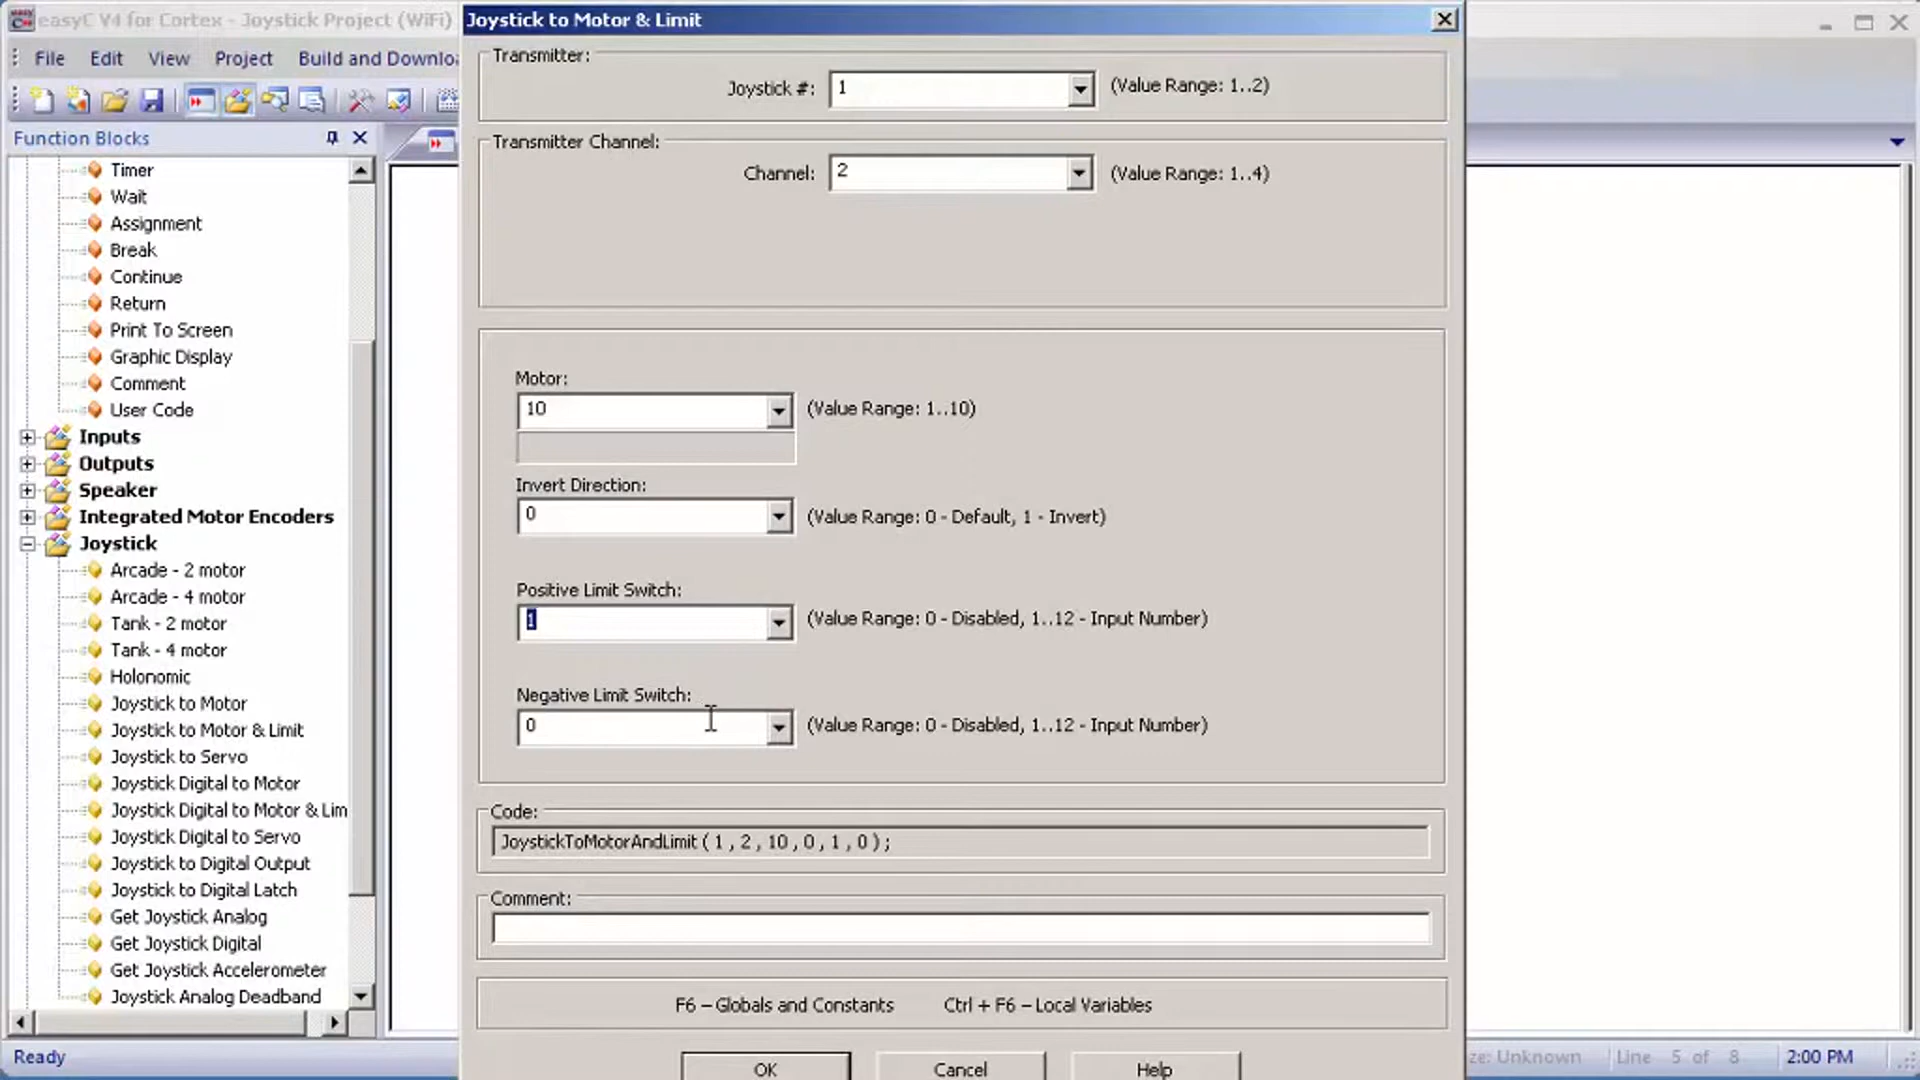 easyC V4 for Cortex - Joystick Project (WiFi)
File Edit View Project Build and Downlo
Function Blocks
Timer
Wait
Assignment
Break
Continue
Return
Print To Screen
Graphic Display
Comment
User Code
Inputs
Outputs
Speaker
Integrated Motor Encoders
Joystick
Arcade - 2 motor
Arcade - 4 motor
Tank - 2 motor
Tank - 4 motor
Holonomic
Joystick to Motor
Joystick to Motor & Limit
Joystick to Servo
Joystick Digital to Motor
Joystick Digital to Motor & Lim
Joystick Digital to Servo
Joystick to Digital Output
Joystick to Digital Latch
Get Joystick Analog
Get Joystick Digital
Get Joystick Accelerometer
Joystick Analog Deadband
Joystick to Motor & Limit
Transmitter:
Joystick #: 1 (Value Range: 1..2)
Transmitter Channel:
Channel: 2 (Value Range: 1..4)
Motor:
10 (Value Range: 1..10)
Invert Direction:
0 (Value Range: 0 - Default, 1 - Invert)
Positive Limit Switch:
1 (Value Range: 0 - Disabled, 1..12 - Input Number)
Negative Limit Switch:
0 (Value Range: 0 - Disabled, 1..12 - Input Number)
Code:
JoystickToMotorAndLimit ( 1 , 2 , 10 , 0 , 1 , 0 ) ;
Comment:
F6 – Globals and Constants Ctrl + F6 – Local Variables
OK Cancel Help
Ready ze: Unknown Line 5 of 8 2:00 PM